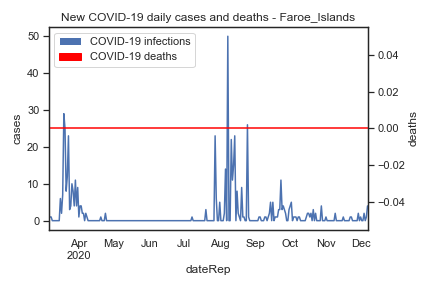 New COVID-19 daily cases and deaths - Faroe_Islands
COVID-19 infections
COVID-19 deaths
50
40
30
20
10
0
cases
0.04
0.02
0.00
−0.02
−0.04
deaths
Apr May Jun Jul Aug Sep Oct Nov Dec
2020
dateRep